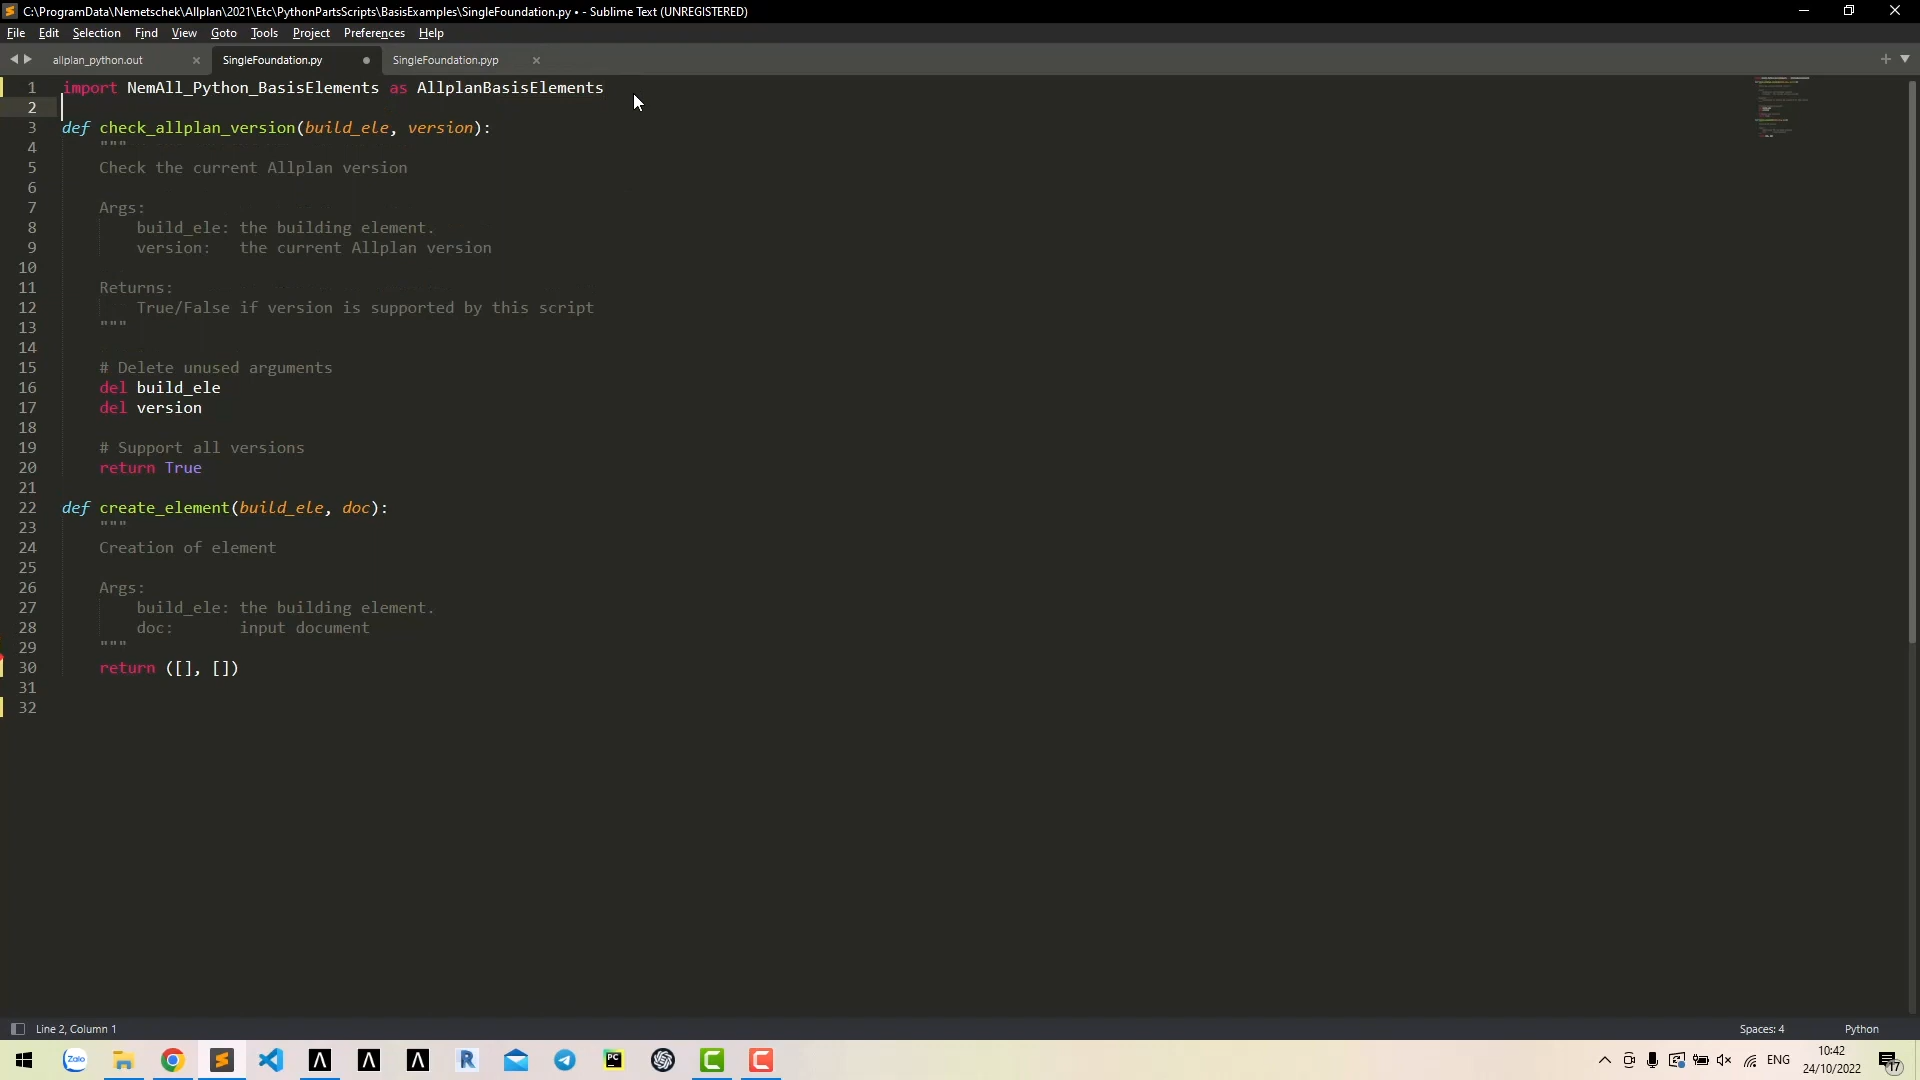 C:\ProgramData\Nemetschek\Allplan\2021\Etc\PythonPartsScripts\BasisExamples\SingleFoundation.py • - Sublime Text (UNREGISTERED)
File Edit Selection Find View Goto Tools Project Preferences Help
allplan_python.out SingleFoundation.py SingleFoundation.pyp
1 import NemAll_Python_BasisElements as AllplanBasisElements
2
3 def check_allplan_version(build_ele, version):
4 """
5 Check the current Allplan version
6
7 Args:
8 build_ele: the building element.
9 version: the current Allplan version
10
11 Returns:
12 True/False if version is supported by this script
13 """
14
15 # Delete unused arguments
16 del build_ele
17 del version
18
19 # Support all versions
20 return True
21
22 def create_element(build_ele, doc):
23 """
24 Creation of element
25
26 Args:
27 build_ele: the building element.
28 doc: input document
29 """
30 return ([], [])
31
32
Line 2, Column 1 Spaces: 4 Python
Zalo R PC ENG 10:42
24/10/2022 17